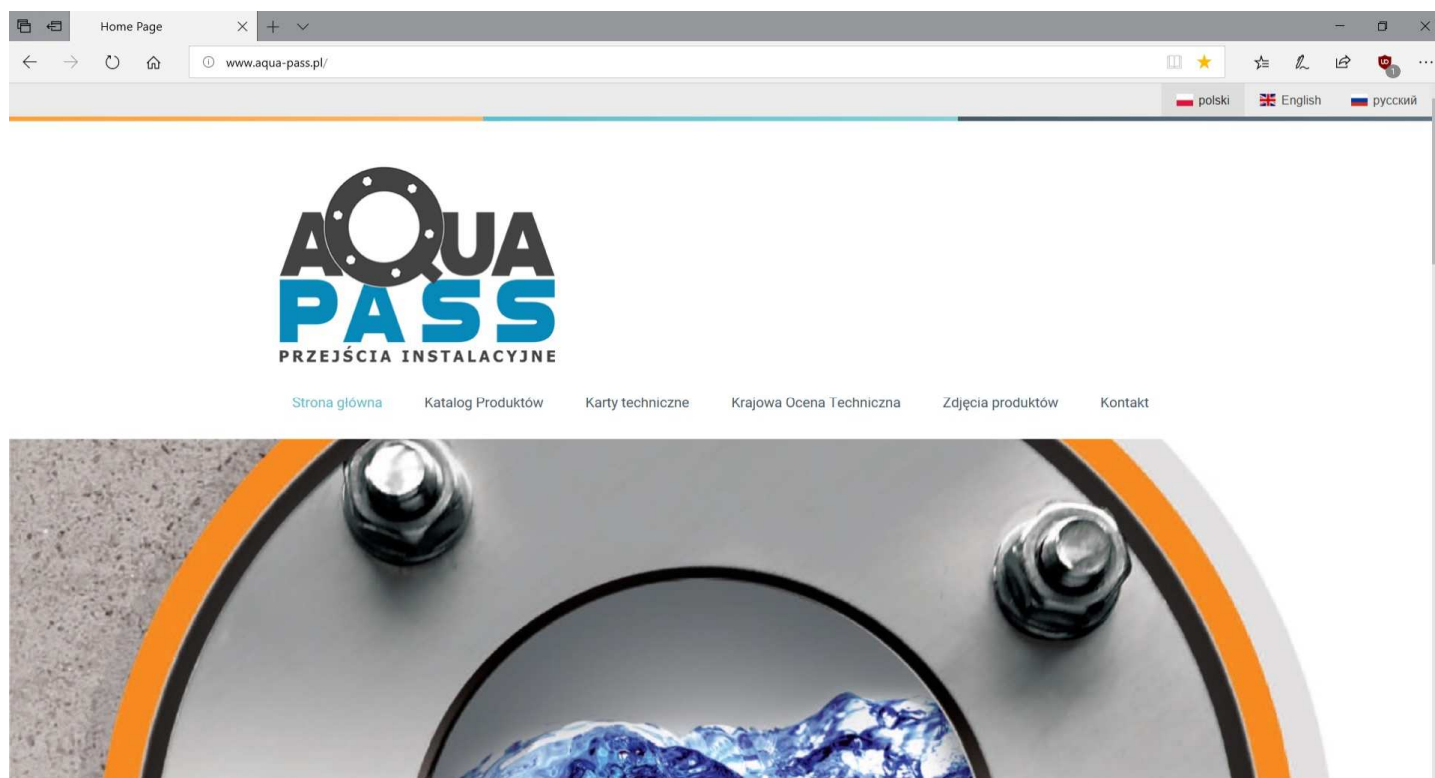 Home Page
www.aqua-pass.pl/
polski English русский
AQUA
PASS
PRZEJŚCIA INSTALACYJNE
Strona główna Katalog Produktów Karty techniczne Krajowa Ocena Techniczna Zdjęcia produktów Kontakt